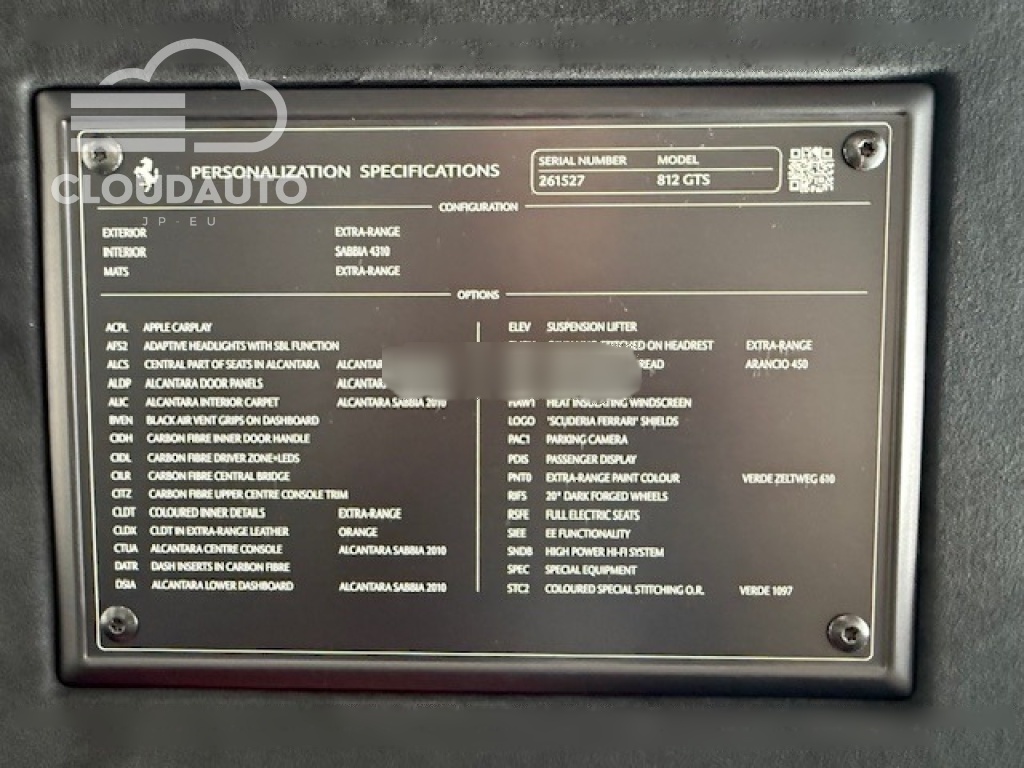 CLOUDAUTO
JP-EU
PERSONALIZATION SPECIFICATIONS
SERIAL NUMBER MODEL
261527 812 GTS
CONFIGURATION
EXTERIOR EXTRA-RANGE
INTERIOR SABBIA 4310
MATS EXTRA-RANGE
OPTIONS
ACPL APPLE CARPLAY
AFS2 ADAPTIVE HEADLIGHTS WITH SBL FUNCTION
ALCS CENTRAL PART OF SEATS IN ALCANTARA
ALDP ALCANTARA DOOR PANELS
ALIC ALCANTARA INTERIOR CARPET ALCANTARA SABBIA 2010
BVEN BLACK AIR VENT GRIPS ON DASHBOARD
CIDH CARBON FIBRE INNER DOOR HANDLE
CIDL CARBON FIBRE DRIVER ZONE+LEDS
CILR CARBON FIBRE CENTRAL BRIDGE
CITZ CARBON FIBRE UPPER CENTRE CONSOLE TRIM
CLDT COLOURED INNER DETAILS EXTRA-RANGE
CLDX CLDT IN EXTRA-RANGE LEATHER ORANGE
CTUA ALCANTARA CENTRE CONSOLE ALCANTARA SABBIA 2010
DATR DASH INSERTS IN CARBON FIBRE
DSIA ALCANTARA LOWER DASHBOARD ALCANTARA SABBIA 2010
ELEV SUSPENSION LIFTER
ON HEADREST EXTRA-RANGE
ARANCIO 450
HAW1 HEAT INSULATING WINDSCREEN
LOGO "SCUDERIA FERRARI" SHIELDS
PAC1 PARKING CAMERA
PDIS PASSENGER DISPLAY
PNT0 EXTRA-RANGE PAINT COLOUR VERDE ZELTWEG 610
RIFS 20" DARK FORGED WHEELS
RSFE FULL ELECTRIC SEATS
SIEE EE FUNCTIONALITY
SNDB HIGH POWER HI-FI SYSTEM
SPEC SPECIAL EQUIPMENT
STC2 COLOURED SPECIAL STITCHING O.R. VERDE 1097